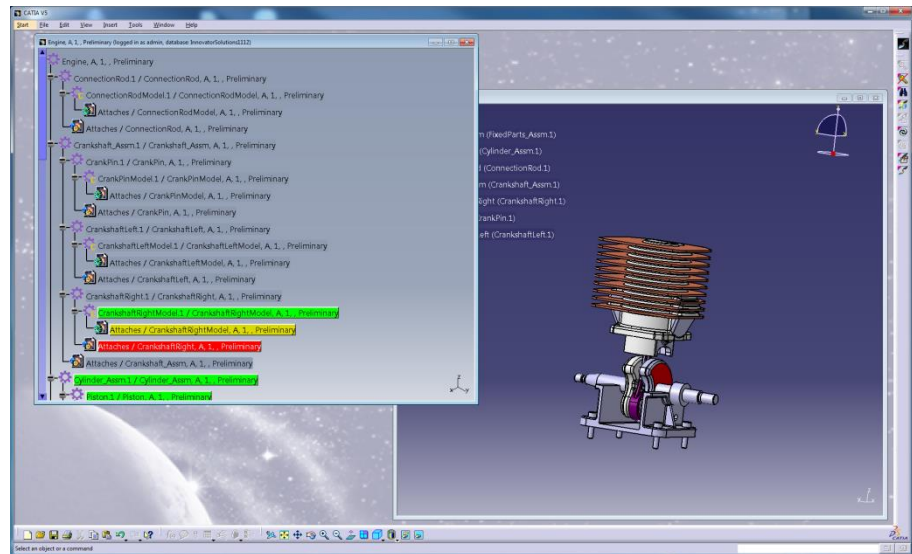 CATIA V5
Start File Edit View Insert Tools Window Help
Engine, A, 1, , Preliminary (logged in as admin, database: InnovatorSolutions1112)
Engine, A, 1, , Preliminary
ConnectionRod.1 / ConnectionRod, A, 1, , Preliminary
ConnectionRodModel.1 / ConnectionRodModel, A, 1, , Preliminary
Attaches / ConnectionRodModel, A, 1, , Preliminary
Attaches / ConnectionRod, A, 1, , Preliminary
Crankshaft_Assm.1 / Crankshaft_Assm, A, 1, , Preliminary
CrankPin.1 / CrankPin, A, 1, , Preliminary
CrankPinModel.1 / CrankPinModel, A, 1, , Preliminary
Attaches / CrankPinModel, A, 1, , Preliminary
Attaches / CrankPin, A, 1, , Preliminary
CrankshaftLeft.1 / CrankshaftLeft, A, 1, , Preliminary
CrankshaftLeftModel.1 / CrankshaftLeftModel, A, 1, , Preliminary
Attaches / CrankshaftLeftModel, A, 1, , Preliminary
Attaches / CrankshaftLeft, A, 1, , Preliminary
CrankshaftRight.1 / CrankshaftRight, A, 1, , Preliminary
CrankshaftRightModel.1 / CrankshaftRightModel, A, 1, , Preliminary
Attaches / CrankshaftRightModel, A, 1, , Preliminary
Attaches / CrankshaftRight, A, 1, , Preliminary
Attaches / Crankshaft_Assm, A, 1, , Preliminary
Cylinder_Assm.1 / Cylinder_Assm, A, 1, , Preliminary
Piston.1 / Piston, A, 1, , Preliminary
m (FixedParts_Assm.1)
(Cylinder_Assm.1)
d (ConnectionRod.1)
m (Crankshaft_Assm.1)
Right (CrankshaftRight.1)
CrankPin.1)
Left (CrankshaftLeft.1)
Select an object or a command
CATIA